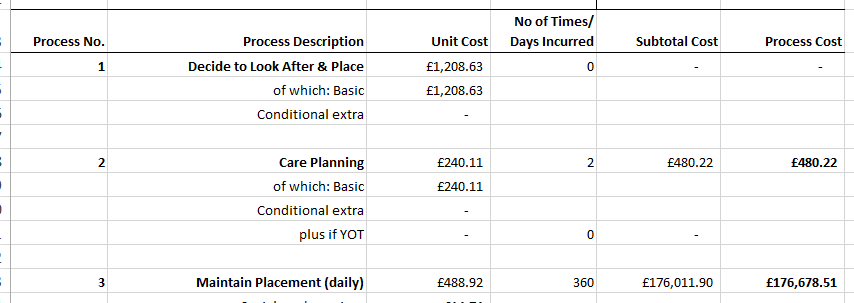 No of Times/
Process No. Process Description Unit Cost Days Incurred Subtotal Cost Process Cost
1 Decide to Look After & Place £1,208.63 0 - -
of which: Basic £1,208.63
Conditional extra -
2 Care Planning £240.11 2 £480.22 £480.22
of which: Basic £240.11
Conditional extra -
plus if YOT - 0 -
3 Maintain Placement (daily) £488.92 360 £176,011.90 £176,678.51